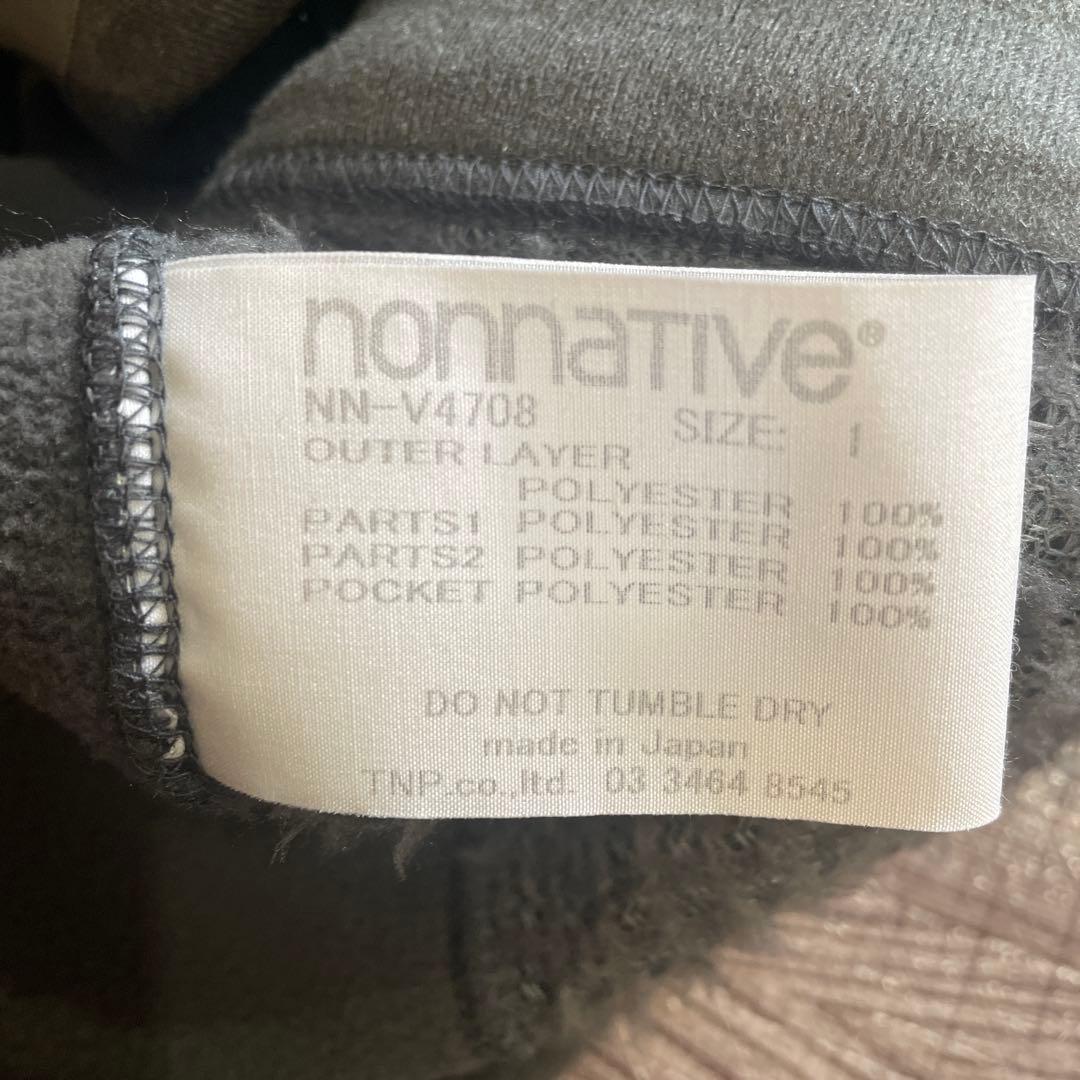 nonnaTIVe®
NN-V4708 SIZE: 1
OUTER LAYER
POLYESTER 100%
PARTS1 POLYESTER 100%
PARTS2 POLYESTER 100%
POCKET POLYESTER 100%
DO NOT TUMBLE DRY
made in Japan
TNP.co.,ltd. 03 3464 8545